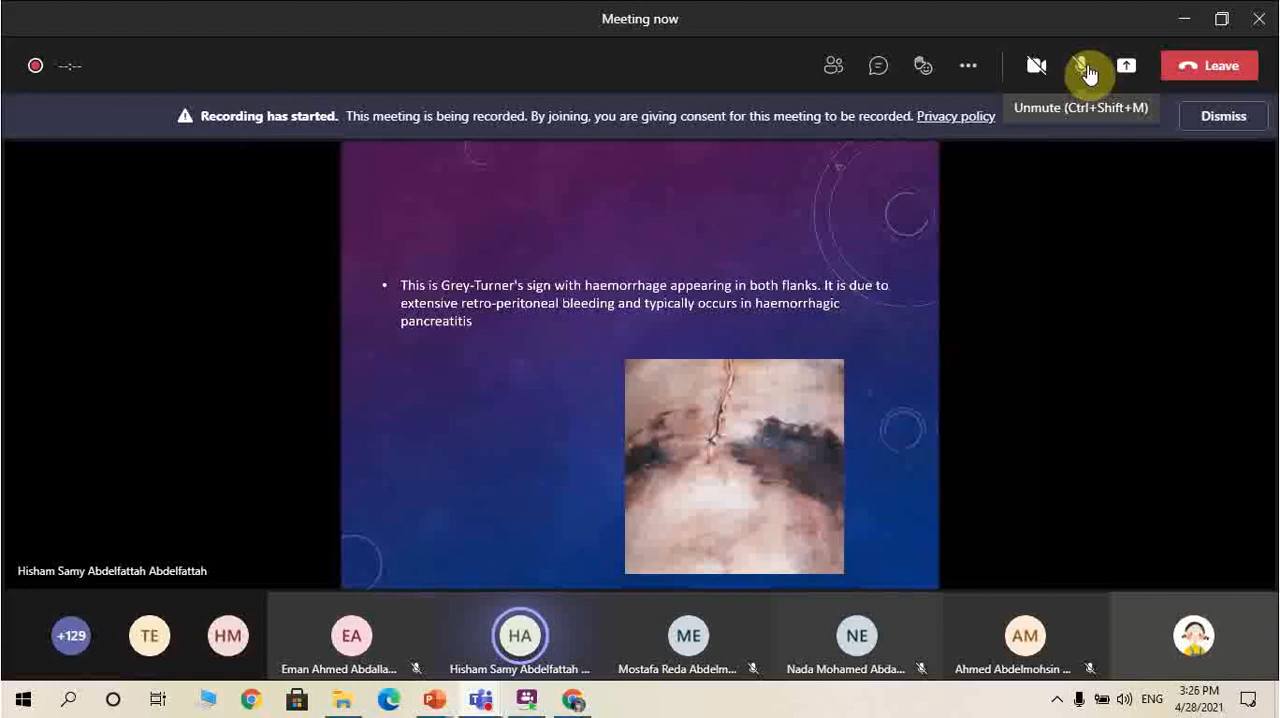 Meeting now
--:--
Leave
Recording has started. This meeting is being recorded. By joining, you are giving consent for this meeting to be recorded. Privacy policy
Unmute (Ctrl+Shift+M)
Dismiss
• This is Grey-Turner's sign with haemorrhage appearing in both flanks. It is due to
extensive retro-peritoneal bleeding and typically occurs in haemorrhagic
pancreatitis
Hisham Samy Abdelfattah Abdelfattah
+129
TE
HM
EA
HA
ME
NE
AM
Eman Ahmed Abdalla...
Hisham Samy Abdelfattah ...
Mostafa Reda Abdelm...
Nada Mohamed Abda...
Ahmed Abdelmohsin ...
ENG
3:26 PM
4/28/2021